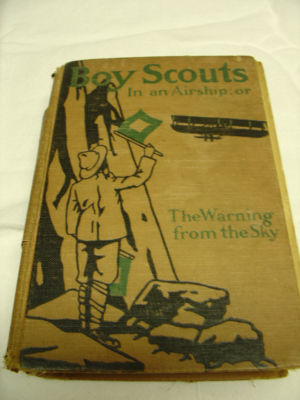 Boy Scouts
In an Airship; or
The Warning
from the Sky